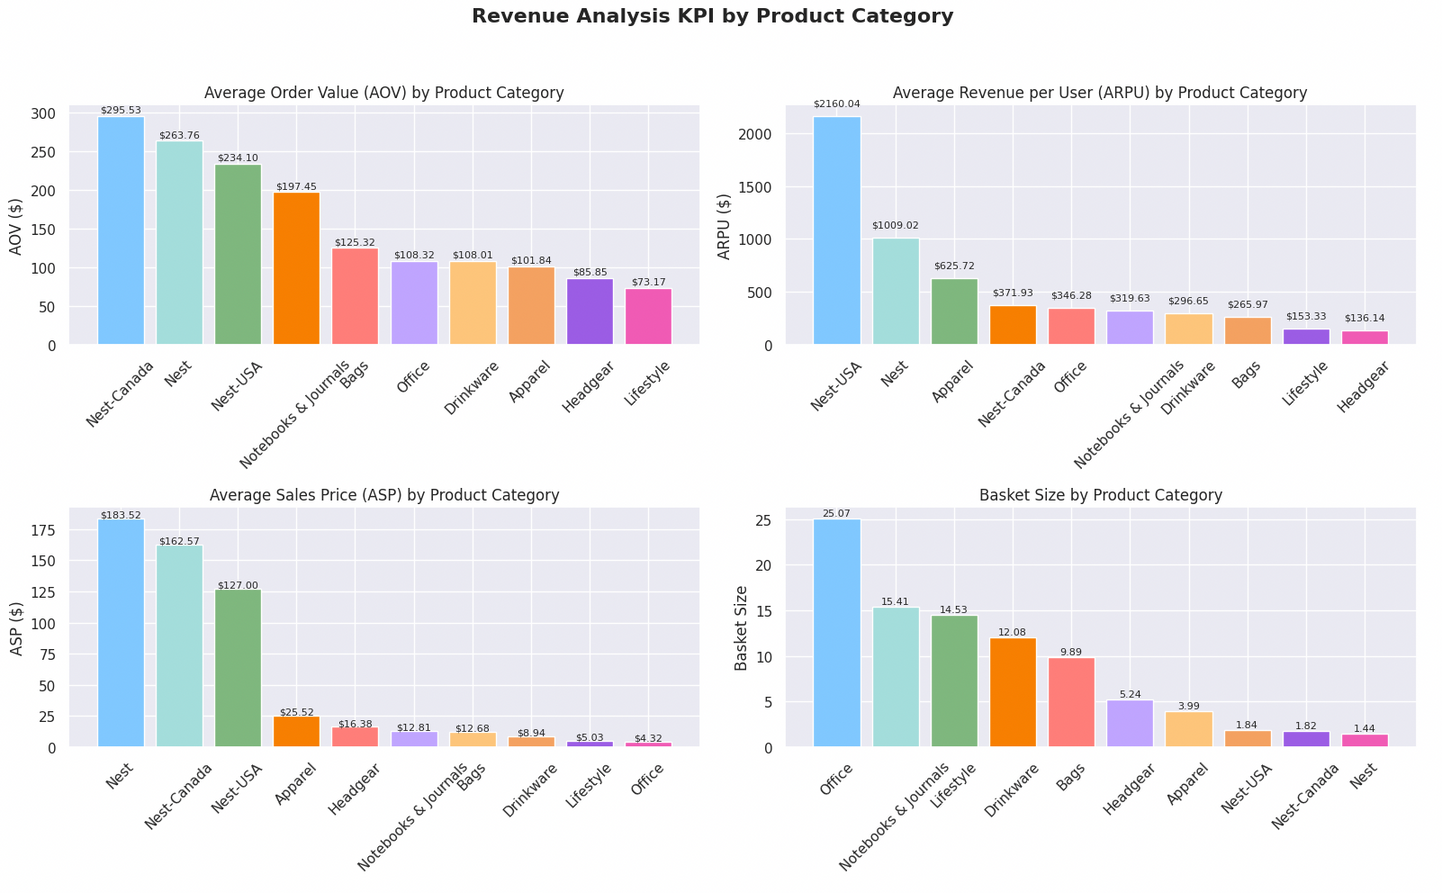 Revenue Analysis KPI by Product Category
Average Order Value (AOV) by Product Category
AOV ($)
300
250
200
150
100
50
0
$295.53
$263.76
$234.10
$197.45
$125.32
$108.32
$108.01
$101.84
$85.85
$73.17
Nest-Canada
Nest
Nest-USA
Notebooks & Journals
Bags
Office
Drinkware
Apparel
Headgear
Lifestyle
Average Revenue per User (ARPU) by Product Category
ARPU ($)
2000
1500
1000
500
0
$2160.04
$1009.02
$625.72
$371.93
$346.28
$319.63
$296.65
$265.97
$153.33
$136.14
Nest-USA
Nest
Apparel
Nest-Canada
Office
Notebooks & Journals
Drinkware
Bags
Lifestyle
Headgear
Average Sales Price (ASP) by Product Category
ASP ($)
175
150
125
100
75
50
25
0
$183.52
$162.57
$127.00
$25.52
$16.38
$12.81
$12.68
$8.94
$5.03
$4.32
Nest
Nest-Canada
Nest-USA
Apparel
Headgear
Notebooks & Journals
Bags
Drinkware
Lifestyle
Office
Basket Size by Product Category
Basket Size
25
20
15
10
5
0
25.07
15.41
14.53
12.08
9.89
5.24
3.99
1.84
1.82
1.44
Office
Notebooks & Journals
Lifestyle
Drinkware
Bags
Headgear
Apparel
Nest-USA
Nest-Canada
Nest